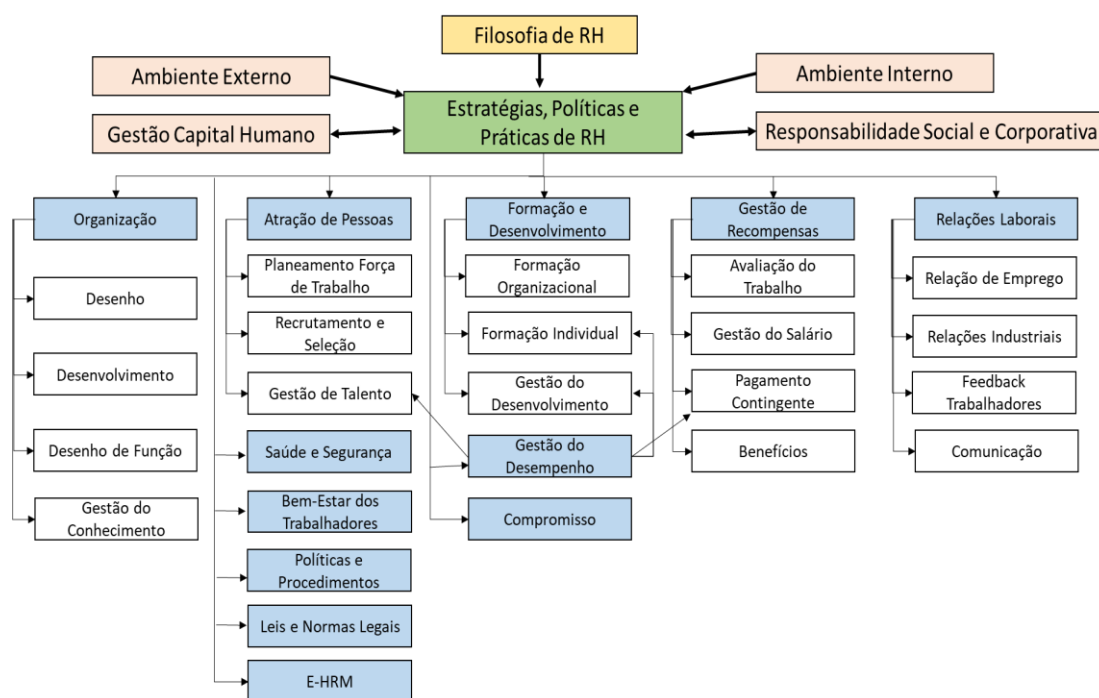 Filosofia de RH
Ambiente Externo
Ambiente Interno
Estratégias, Políticas e
Práticas de RH
Gestão Capital Humano
Responsabilidade Social e Corporativa
Organização
Desenho
Desenvolvimento
Desenho de Função
Gestão do
Conhecimento
Atração de Pessoas
Planeamento Força
de Trabalho
Recrutamento e
Seleção
Gestão de Talento
Saúde e Segurança
Bem-Estar dos
Trabalhadores
Políticas e
Procedimentos
Leis e Normas Legais
E-HRM
Formação e
Desenvolvimento
Formação
Organizacional
Formação Individual
Gestão do
Desenvolvimento
Gestão do
Desempenho
Compromisso
Gestão de
Recompensas
Avaliação do
Trabalho
Gestão do Salário
Pagamento
Contingente
Benefícios
Relações Laborais
Relação de Emprego
Relações Industriais
Feedback
Trabalhadores
Comunicação